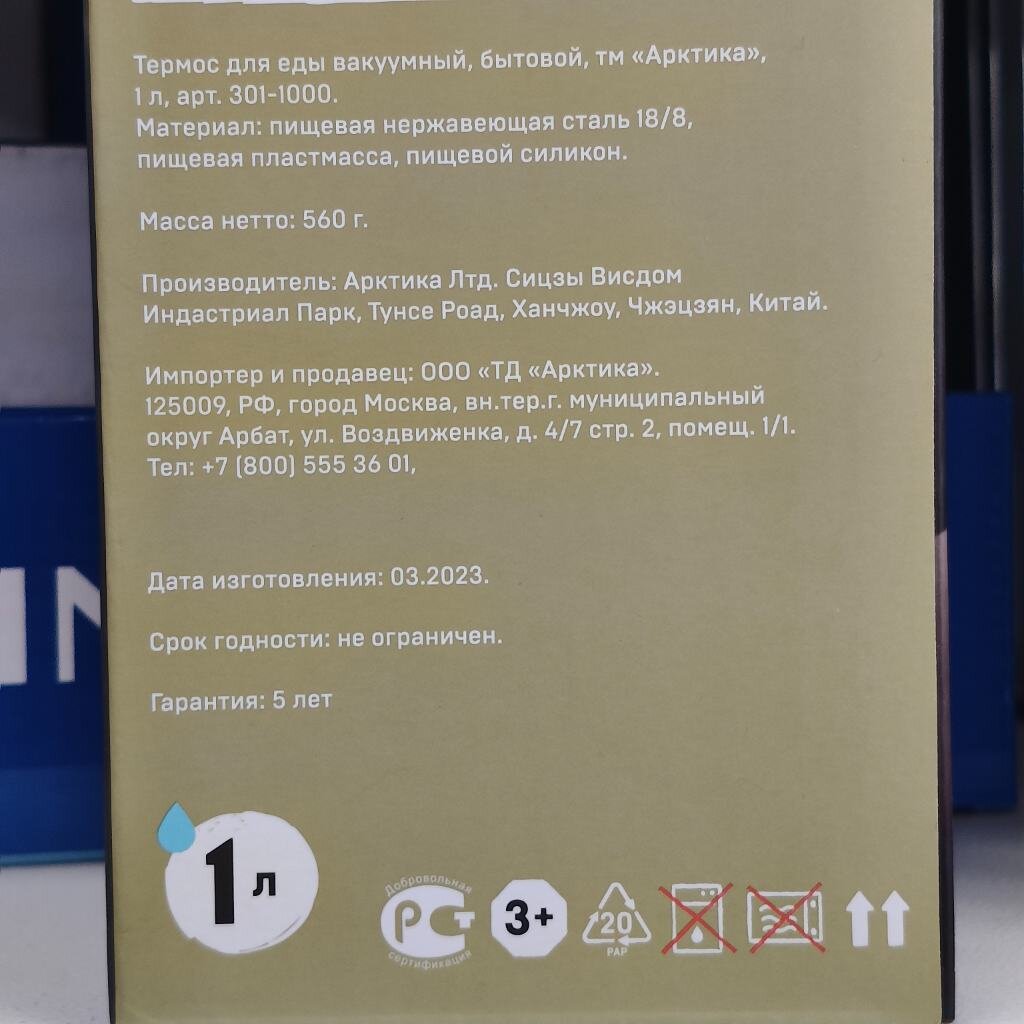 Термос для еды вакуумный, бытовой, тм «Арктика»,
1 л, арт. 301-1000.
Материал: пищевая нержавеющая сталь 18/8,
пищевая пластмасса, пищевой силикон.
Масса нетто: 560 г.
Производитель: Арктика Лтд. Сицзы Висдом
Индастриал Парк, Тунсе Роад, Ханчжоу, Чжэцзян, Китай.
Импортер и продавец: ООО «ТД «Арктика».
125009, РФ, город Москва, вн.тер.г. муниципальный
округ Арбат, ул. Воздвиженка, д. 4/7 стр. 2, помещ. 1/1.
Тел: +7 (800) 555 36 01,
Дата изготовления: 03.2023.
Срок годности: не ограничен.
Гарантия: 5 лет
1 л
Добровольная
РСТ
сертификация
3+
20
PAP
IN